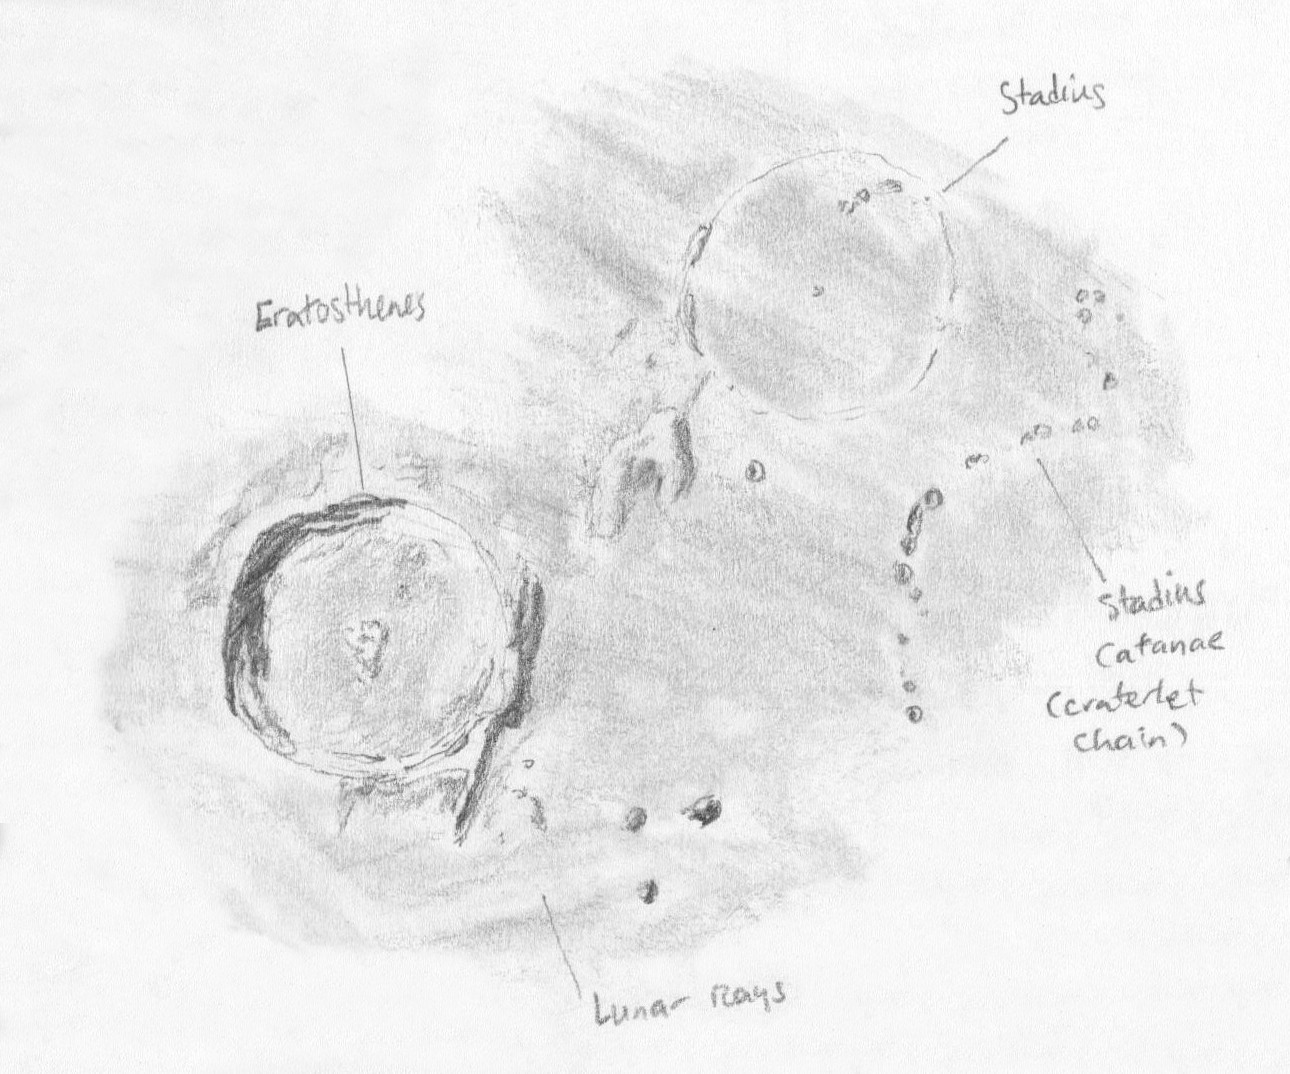 Stadius
Eratosthenes
Stadius
Catanae
(craterlet
chain)
Lunar Rays